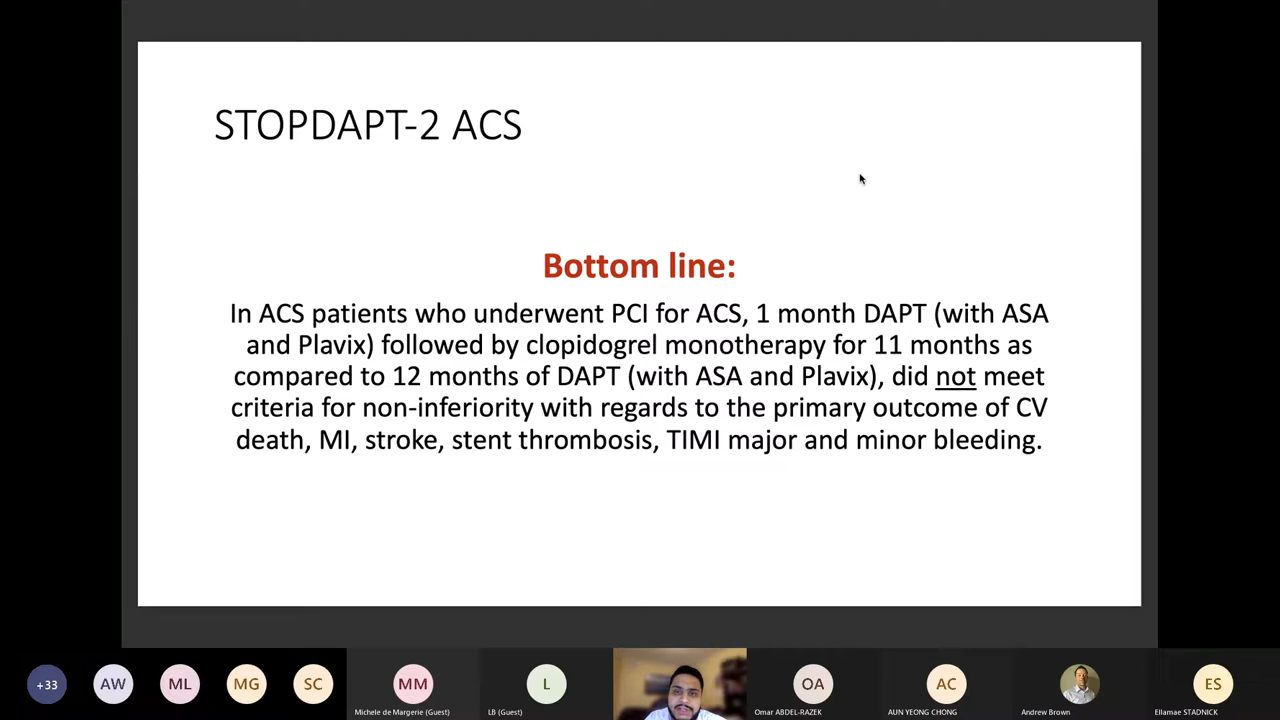 STOPDAPT-2 ACS
Bottom line:
In ACS patients who underwent PCI for ACS, 1 month DAPT (with ASA
and Plavix) followed by clopidogrel monotherapy for 11 months as
compared to 12 months of DAPT (with ASA and Plavix), did not meet
criteria for non-inferiority with regards to the primary outcome of CV
death, MI, stroke, stent thrombosis, TIMI major and minor bleeding.
+33
AW
ML
MG
SC
MM
Michele de Margerie (Guest)
L
LB (Guest)
OA
Omar ABDEL-RAZEK
AC
AUN YEONG CHONG
Andrew Brown
ES
Ellamae STADNICK